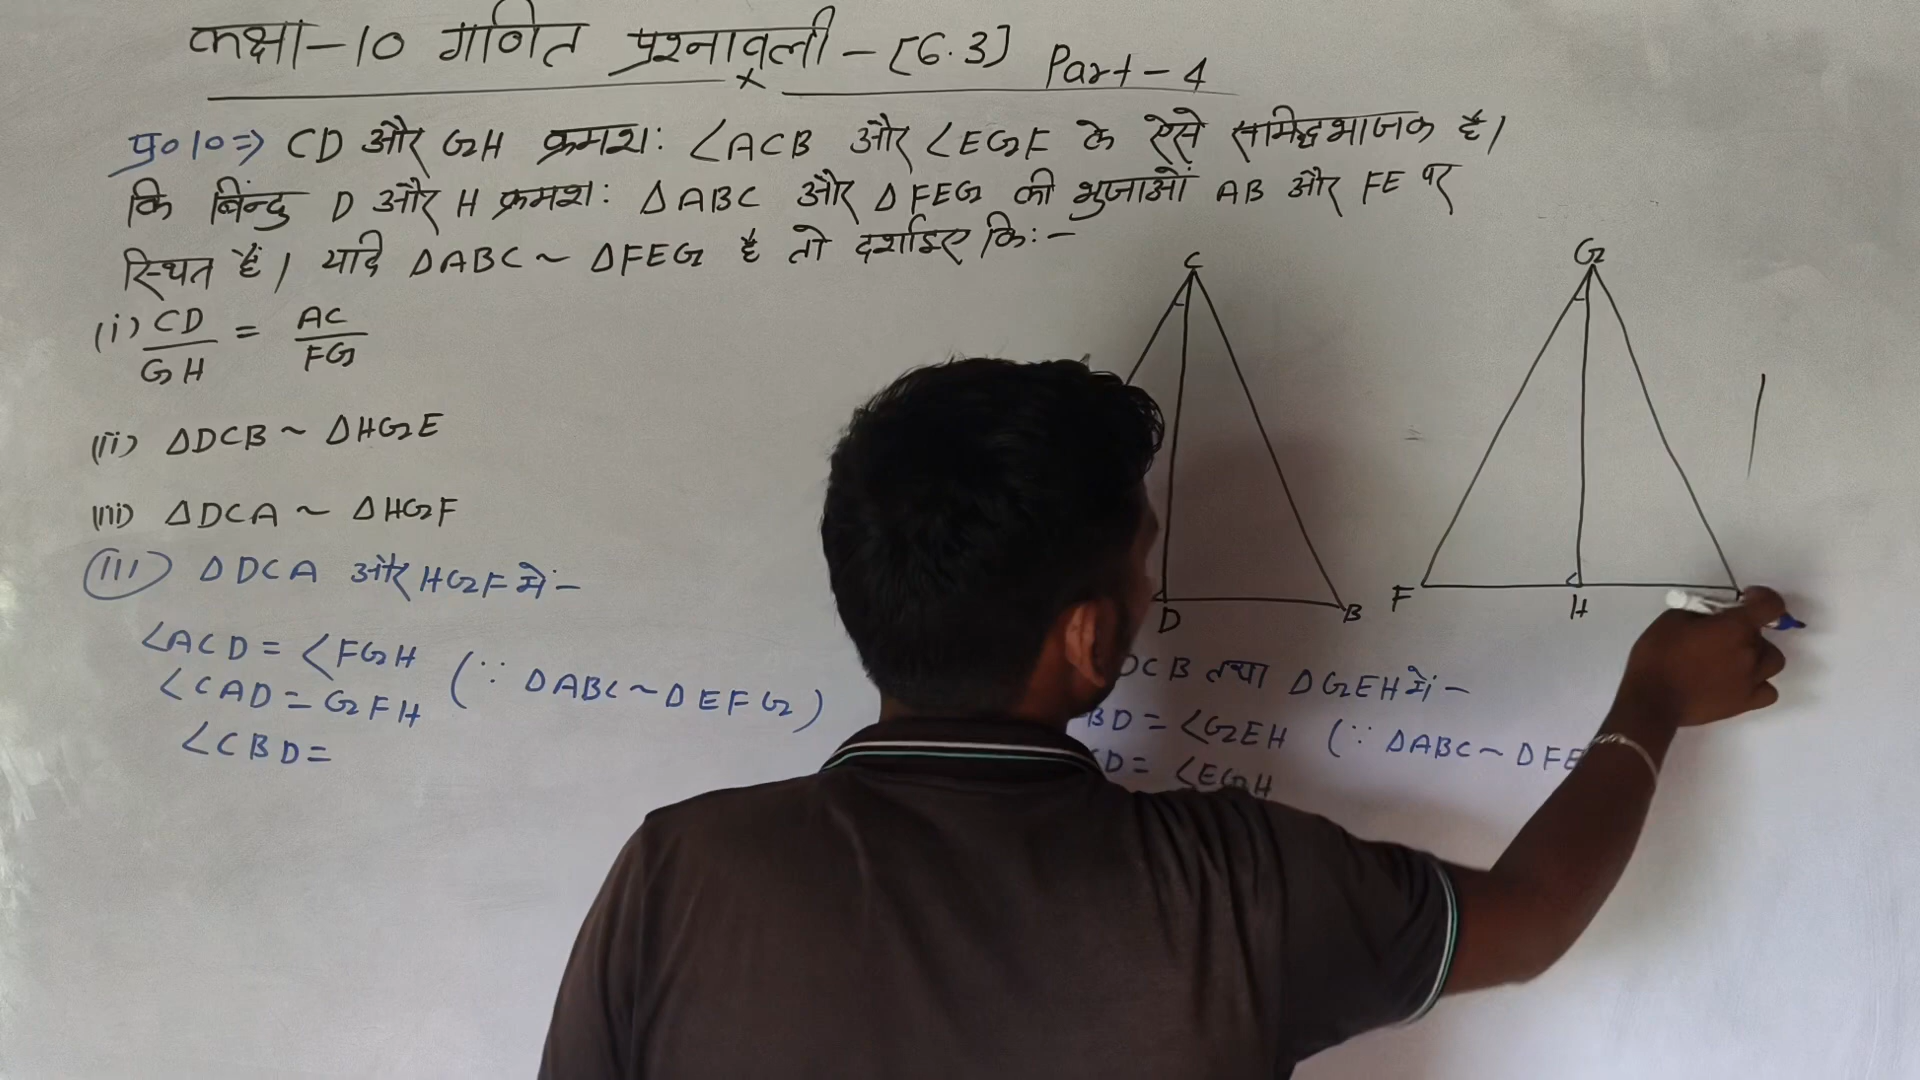 कक्षा-10 गणित प्रश्नावली-[6.3] Part-4
प्र०10=> CD और GH क्रमश: ∠ACB और ∠EGF के ऐसे समद्विभाजक है।
कि बिन्दु D और H क्रमश: ΔABC और ΔFEG की भुजाओं AB और FE पर
स्थित हैं। यदि ΔABC ~ ΔFEG है तो दर्शाइए कि:-
(i) CD/GH = AC/FG
(ii) ΔDCB ~ ΔHGE
(iii) ΔDCA ~ ΔHGF
(iii) ΔDCA और HGF में-
∠ACD = ∠FGH
∠CAD = GFH (∵ ΔABC ~ ΔEFG)
∠CBD =
C
D
B
G
F
H
DCB तथा ΔGEH में-
BD = ∠GEH (∵ ΔABC ~ ΔFE
CD = ∠EGH